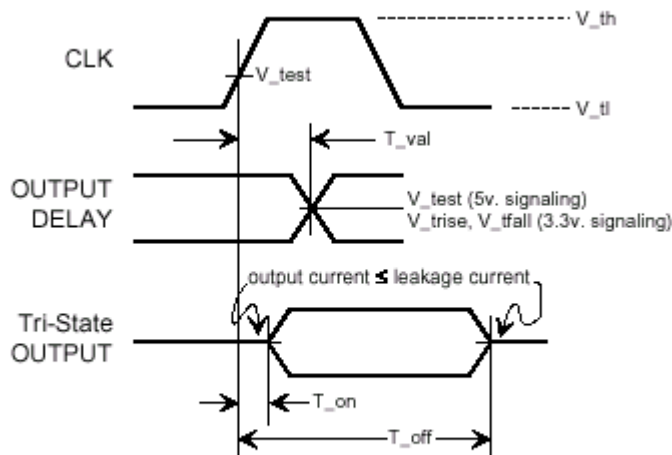 V_th
CLK
V_test
V_tl
T_val
OUTPUT
DELAY
V_test (5v. signaling)
V_trise, V_tfall (3.3v. signaling)
output current ≤ leakage current
Tri-State
OUTPUT
T_on
T_off